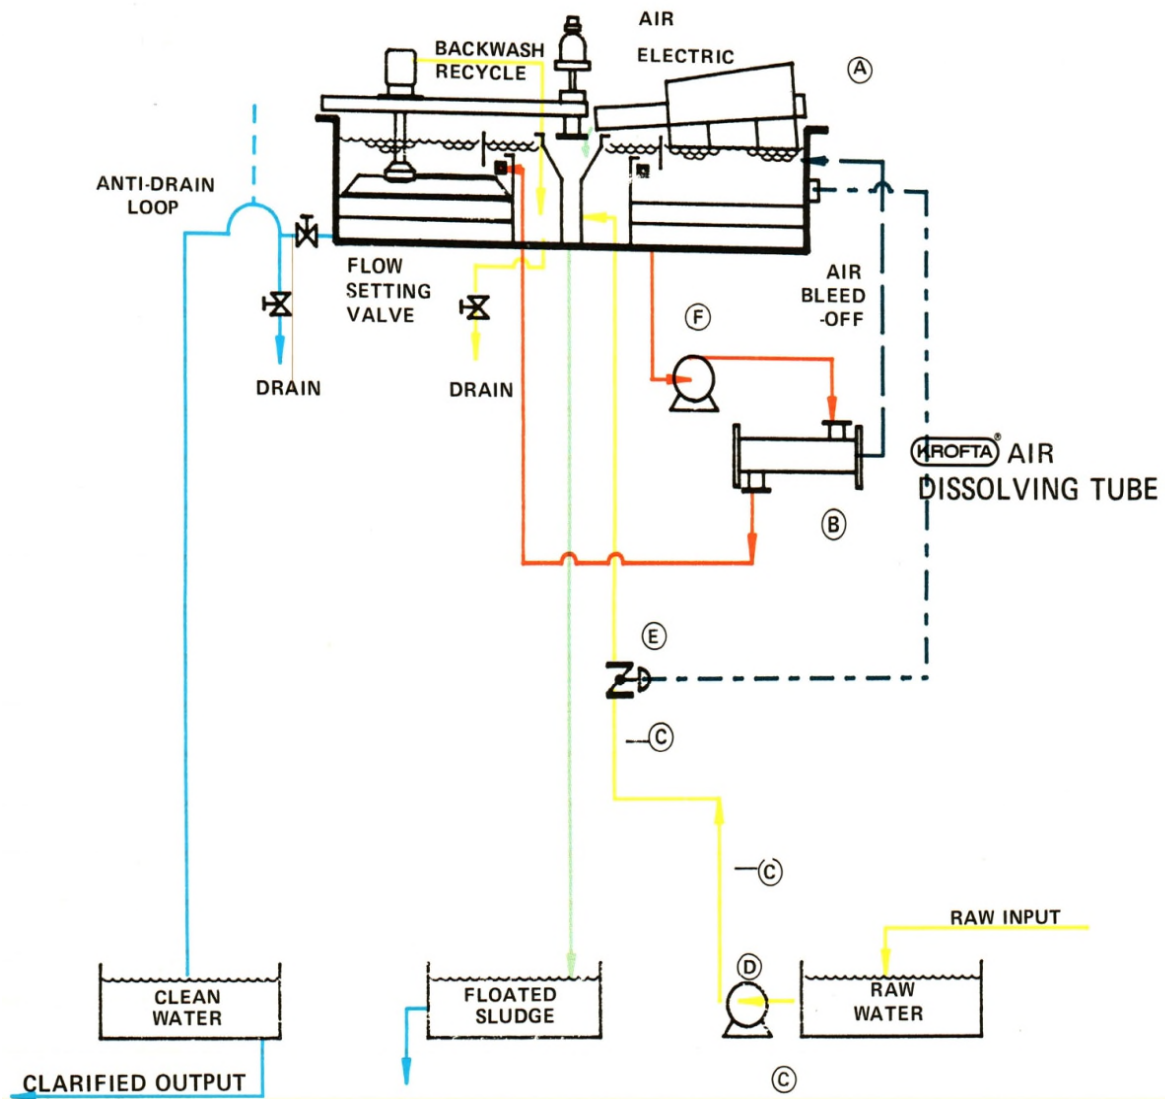 AIR
ELECTRIC
BACKWASH
RECYCLE
A
ANTI-DRAIN
LOOP
FLOW
SETTING
VALVE
AIR
BLEED
-OFF
F
DRAIN
DRAIN
KROFTA® AIR
DISSOLVING TUBE
B
E
C
C
RAW INPUT
D
CLEAN
WATER
FLOATED
SLUDGE
RAW
WATER
C
CLARIFIED OUTPUT